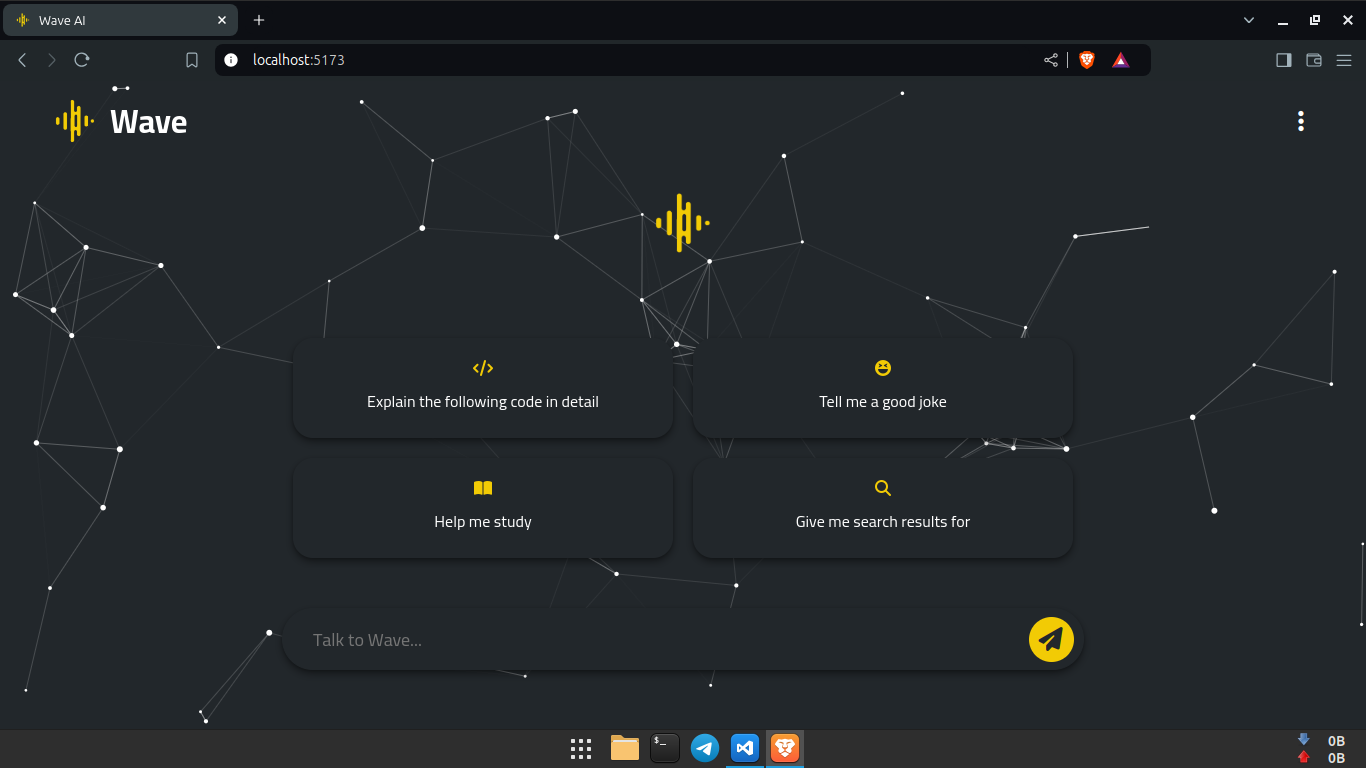 Wave AI
localhost:5173
Wave
Explain the following code in detail
Tell me a good joke
Help me study
Give me search results for
Talk to Wave...
$_
0B
0B